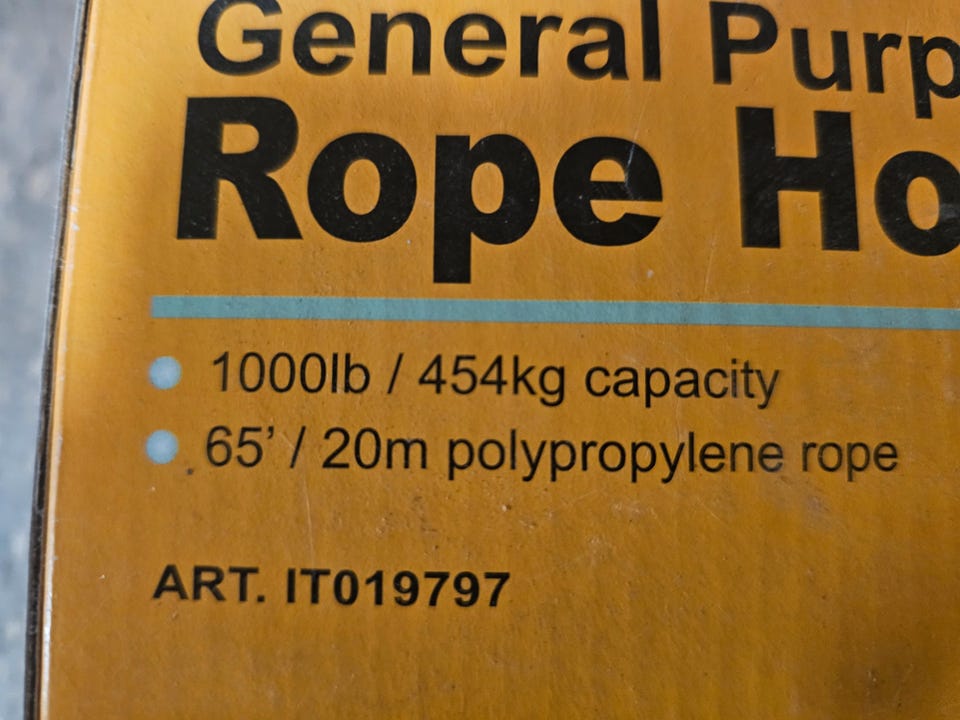 General Purp
Rope Ho
1000lb / 454kg capacity
65’ / 20m polypropylene rope
ART. IT019797